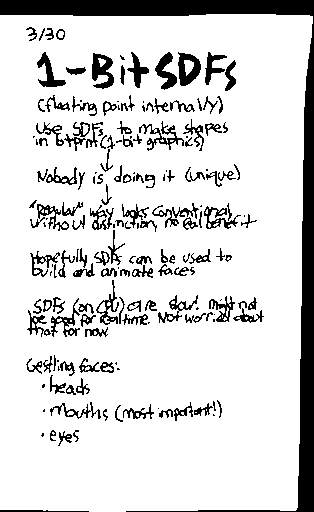 3/30
1-Bit SDFs
(floating point internally)
Use SDFs to make shapes
in btprm (1-bit graphics)
Nobody is doing it (unique)
"Regular" way looks conventional
without distinction, no real benefit
Hopefully SDFs can be used to
build and animate faces
SDFs (on CPU) are slow! might not
be good for realtime. Not worried about
that for now
Gestling faces:
• heads
• mouths (most important!)
• eyes